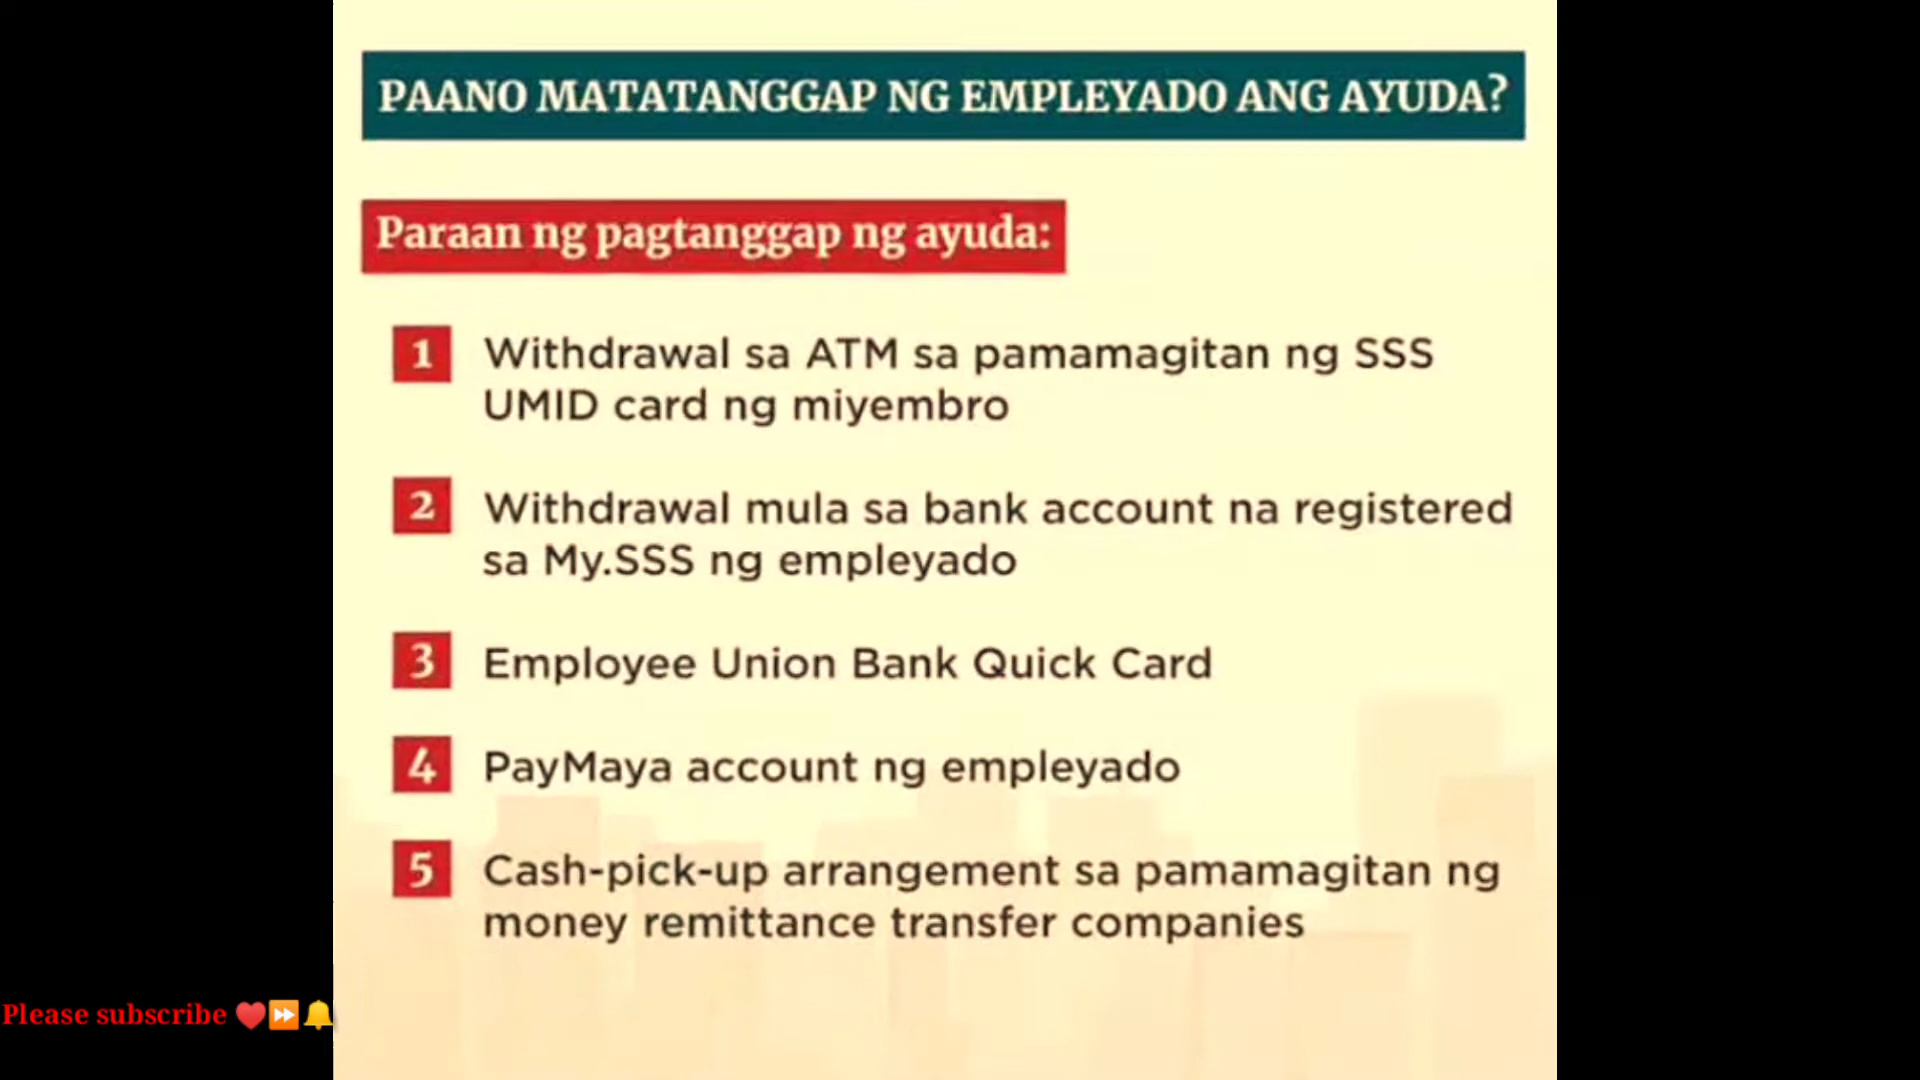 PAANO MATATANGGAP NG EMPLEYADO ANG AYUDA?
Paraan ng pagtanggap ng ayuda:
1 Withdrawal sa ATM sa pamamagitan ng SSS
UMID card ng miyembro
2 Withdrawal mula sa bank account na registered
sa My.SSS ng empleyado
3 Employee Union Bank Quick Card
4 PayMaya account ng empleyado
5 Cash-pick-up arrangement sa pamamagitan ng
money remittance transfer companies
Please subscribe ❤️⏩🔔